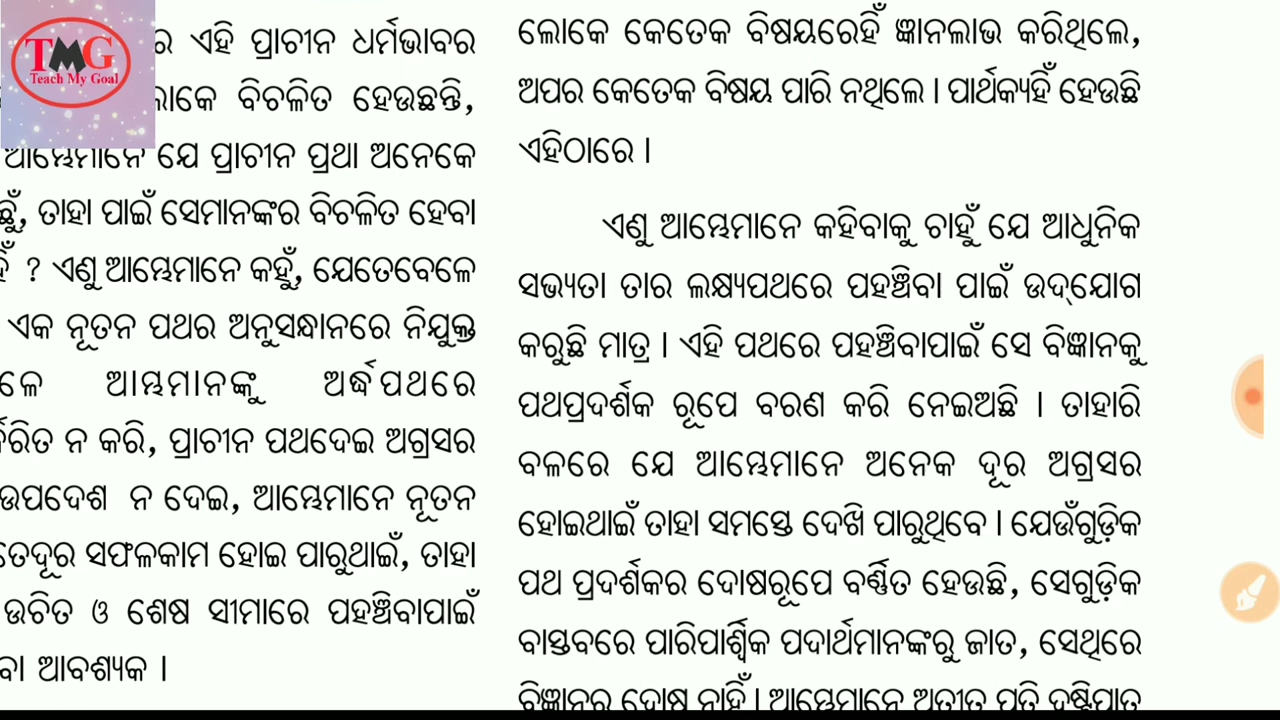 TMG
Teach My Goal
ର ଏହି ପ୍ରାଚୀନ ଧର୍ମଭାବର
ବିଚଳିତ ହେଉଛନ୍ତି,
ଆମ୍ଭେମାନେ ଯେ ପ୍ରାଚୀନ ପ୍ରଥା ଅନେକେ
ତାହା ପାଇଁ ସେମାନଙ୍କର ବିଚଳିତ ହେବା
? ଏଣୁ ଆମ୍ଭେମାନେ କହୁଁ, ଯେତେବେଳେ
ଏକ ନୂତନ ପଥର ଅନୁସନ୍ଧାନରେ ନିଯୁକ୍ତ
ଳେ ଆମ୍ଭମାନଙ୍କୁ ଅର୍ଦ୍ଧପଥରେ
ରିତ ନ କରି, ପ୍ରାଚୀନ ପଥଦେଇ ଅଗ୍ରସର
ଉପଦେଶ ନ ଦେଇ, ଆମ୍ଭେମାନେ ନୂତନ
ତେଦୂର ସଫଳକାମ ହୋଇ ପାରୁଥାଇଁ, ତାହା
ଉଚିତ ଓ ଶେଷ ସୀମାରେ ପହଞ୍ଚିବାପାଇଁ
ବା ଆବଶ୍ୟକ ।
ଲୋକେ କେତେକ ବିଷୟରେହିଁ ଜ୍ଞାନଲାଭ କରିଥିଲେ,
ଅପର କେତେକ ବିଷୟ ପାରି ନଥିଲେ । ପାର୍ଥକ୍ୟହିଁ ହେଉଛି
ଏହିଠାରେ ।
ଏଣୁ ଆମ୍ଭେମାନେ କହିବାକୁ ଚାହୁଁ ଯେ ଆଧୁନିକ
ସଭ୍ୟତା ତାର ଲକ୍ଷ୍ୟପଥରେ ପହଞ୍ଚିବା ପାଇଁ ଉଦ୍‌ଯୋଗ
କରୁଛି ମାତ୍ର । ଏହି ପଥରେ ପହଞ୍ଚିବାପାଇଁ ସେ ବିଜ୍ଞାନକୁ
ପଥପ୍ରଦର୍ଶକ ରୂପେ ବରଣ କରି ନେଇଅଛି । ତାହାରି
ବଳରେ ଯେ ଆମ୍ଭେମାନେ ଅନେକ ଦୂର ଅଗ୍ରସର
ହୋଇଥାଇଁ ତାହା ସମସ୍ତେ ଦେଖି ପାରୁଥିବେ । ଯେଉଁଗୁଡ଼ିକ
ପଥ ପ୍ରଦର୍ଶକର ଦୋଷରୂପେ ବର୍ଣ୍ଣିତ ହେଉଛି, ସେଗୁଡ଼ିକ
ବାସ୍ତବରେ ପାରିପାର୍ଶ୍ୱିକ ପଦାର୍ଥମାନଙ୍କରୁ ଜାତ, ସେଥିରେ
ବିଜ୍ଞାନର ଦୋଷ ନାହିଁ । ଆମ୍ଭେମାନେ ଅତୀତ ପ୍ରତି ଦୃଷ୍ଟିପାତ